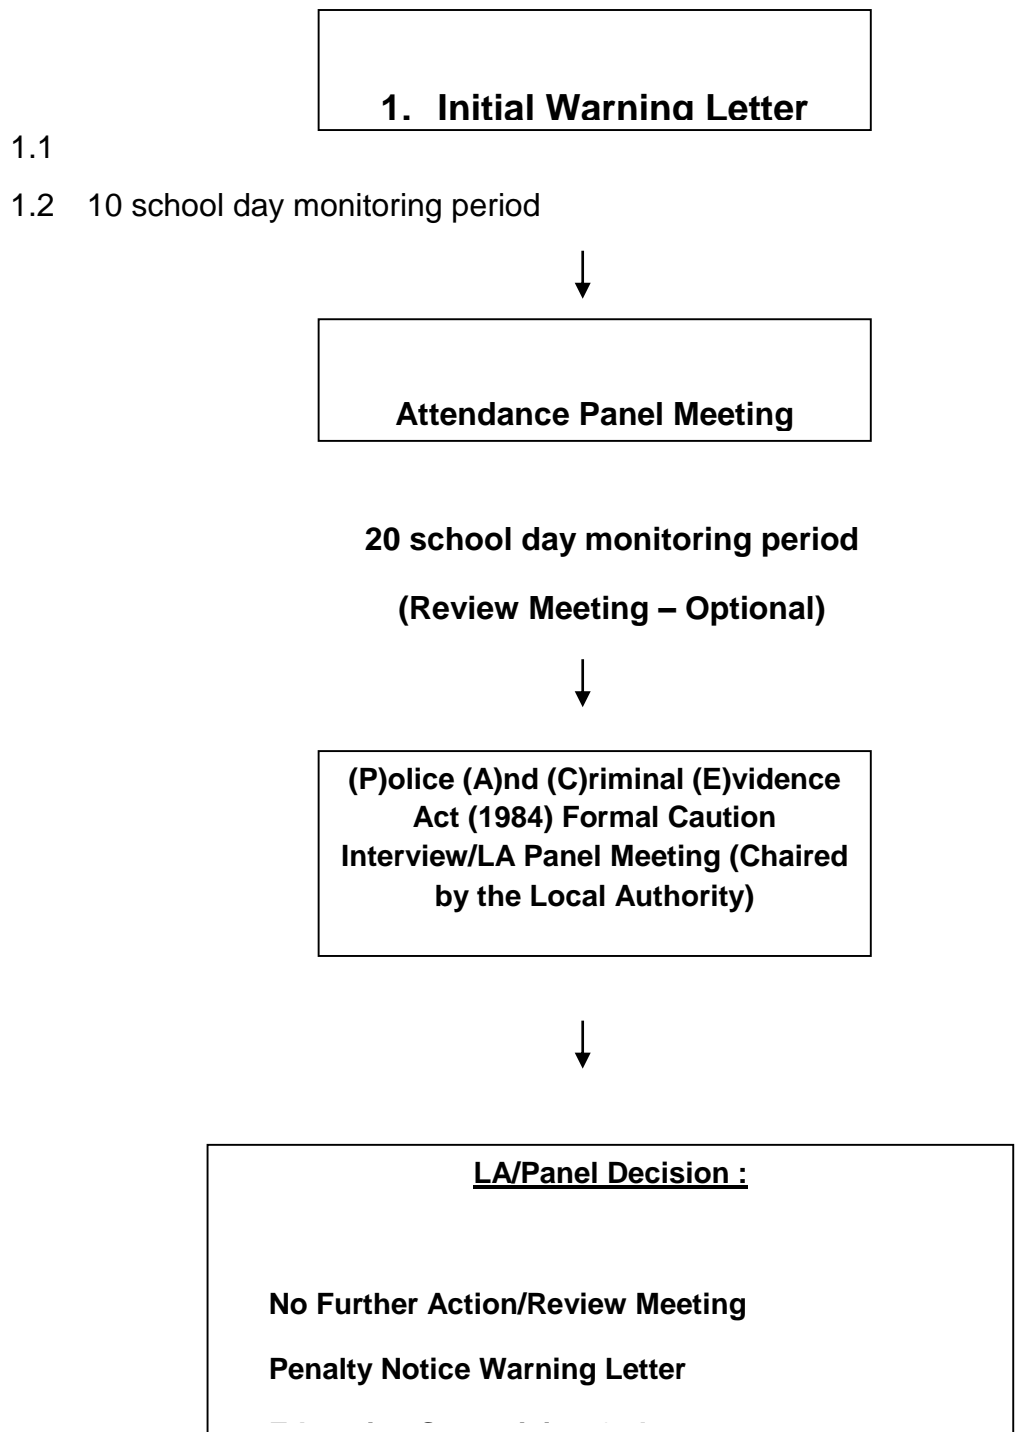 1. Initial Warning Letter
1.1
1.2 10 school day monitoring period
Attendance Panel Meeting
20 school day monitoring period
(Review Meeting – Optional)
(P)olice (A)nd (C)riminal (E)vidence
Act (1984) Formal Caution
Interview/LA Panel Meeting (Chaired
by the Local Authority)
LA/Panel Decision :
No Further Action/Review Meeting
Penalty Notice Warning Letter